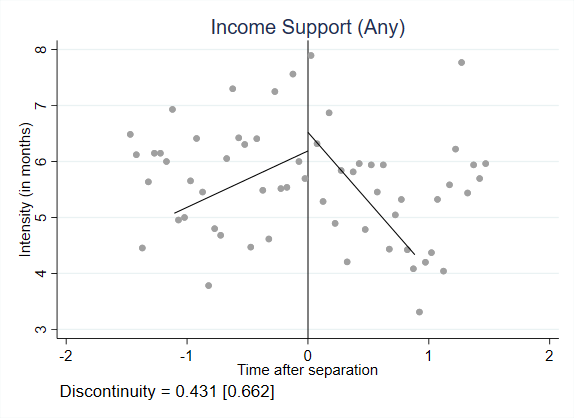 Income Support (Any)
Intensity (in months)
8
7
6
5
4
3
-2 -1 0 1 2
Time after separation
Discontinuity = 0.431 [0.662]